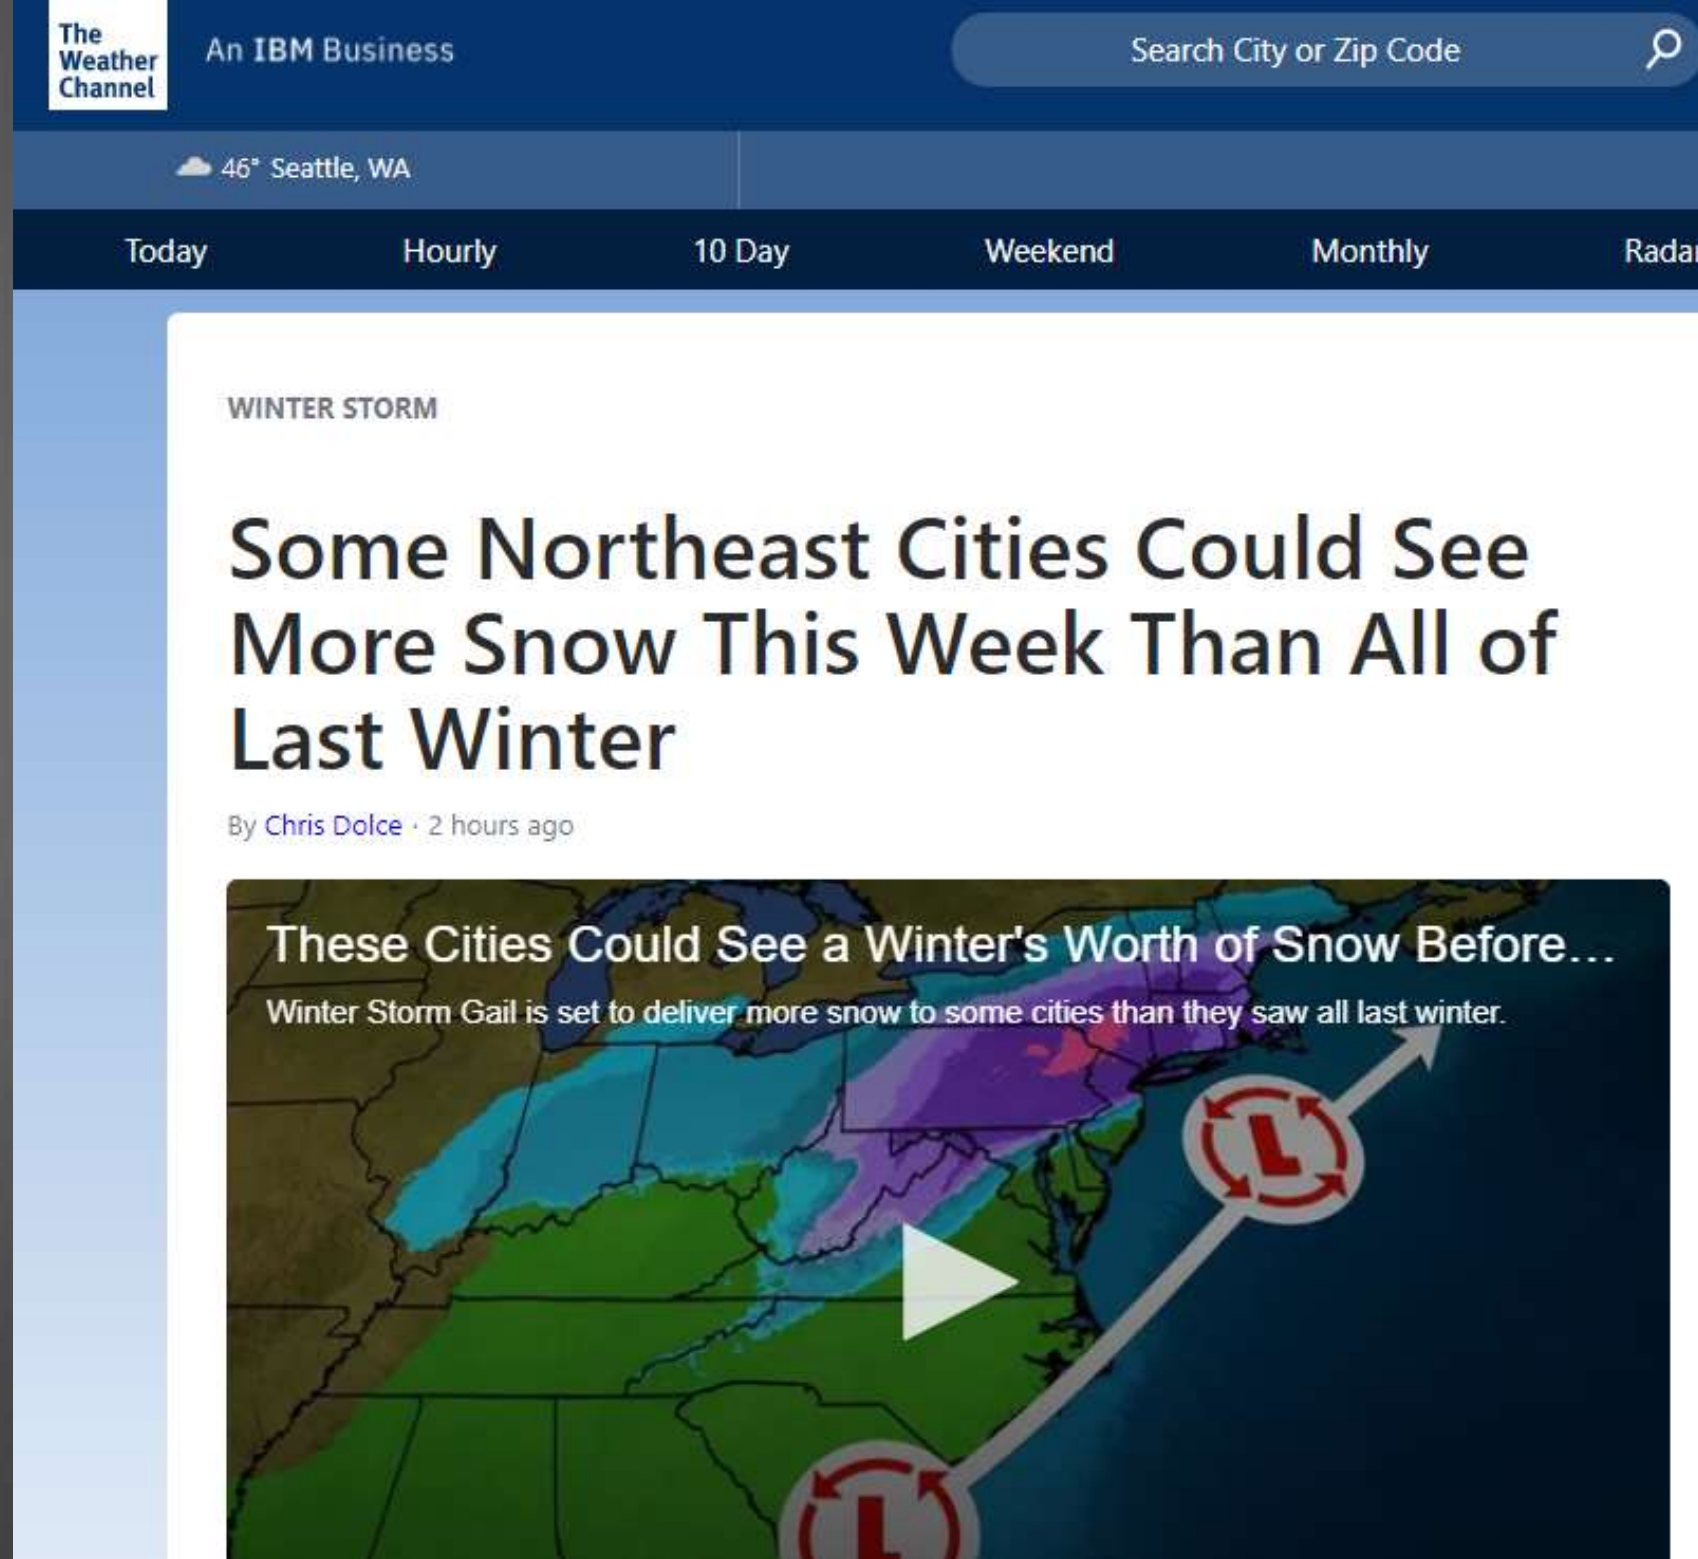 The
Weather
Channel
An IBM Business
Search City or Zip Code
46° Seattle, WA
Today
Hourly
10 Day
Weekend
Monthly
Radar
WINTER STORM
Some Northeast Cities Could See
More Snow This Week Than All of
Last Winter
By Chris Dolce · 2 hours ago
These Cities Could See a Winter's Worth of Snow Before...
Winter Storm Gail is set to deliver more snow to some cities than they saw all last winter.
L
L